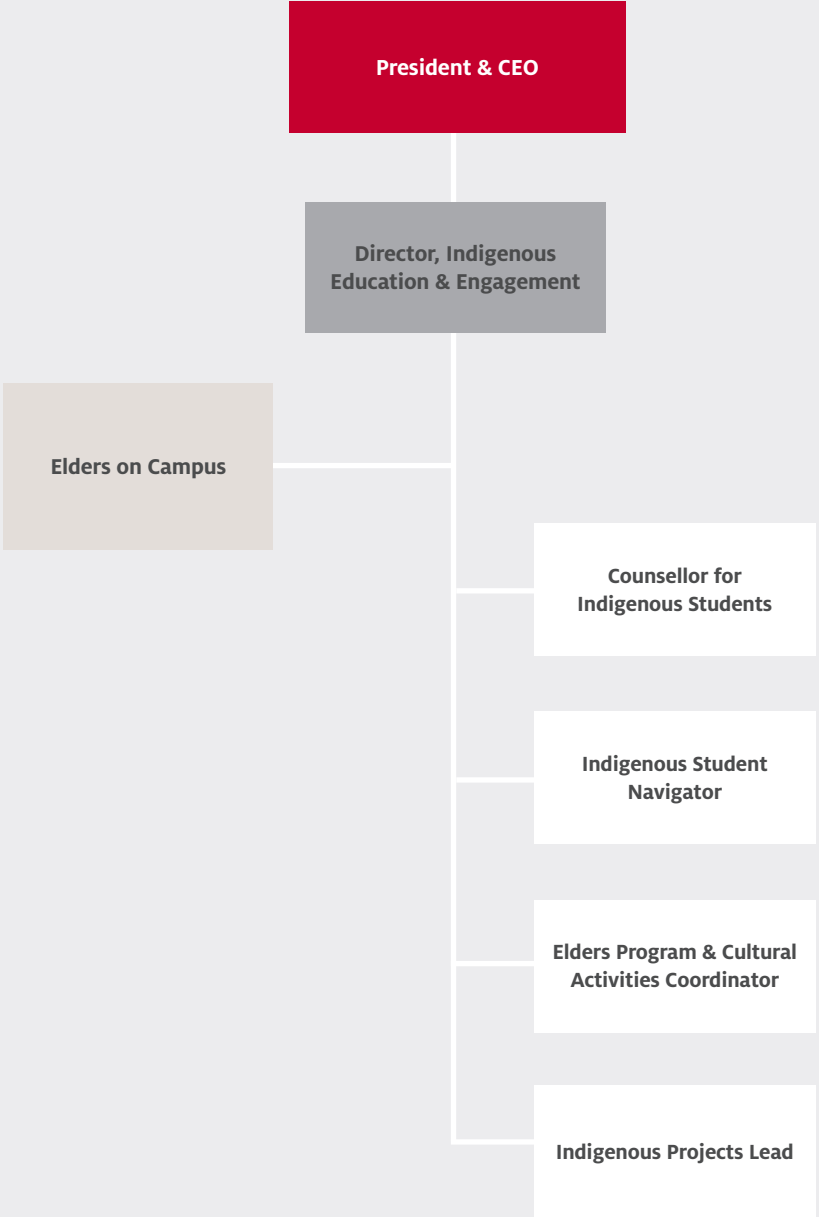 President & CEO
Director, Indigenous
Education & Engagement
Elders on Campus
Counsellor for
Indigenous Students
Indigenous Student
Navigator
Elders Program & Cultural
Activities Coordinator
Indigenous Projects Lead